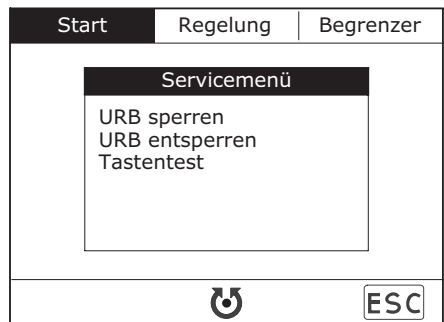 Start Regelung Begrenzer
Servicemenü
URB sperren
URB entsperren
Tastentest
ESC